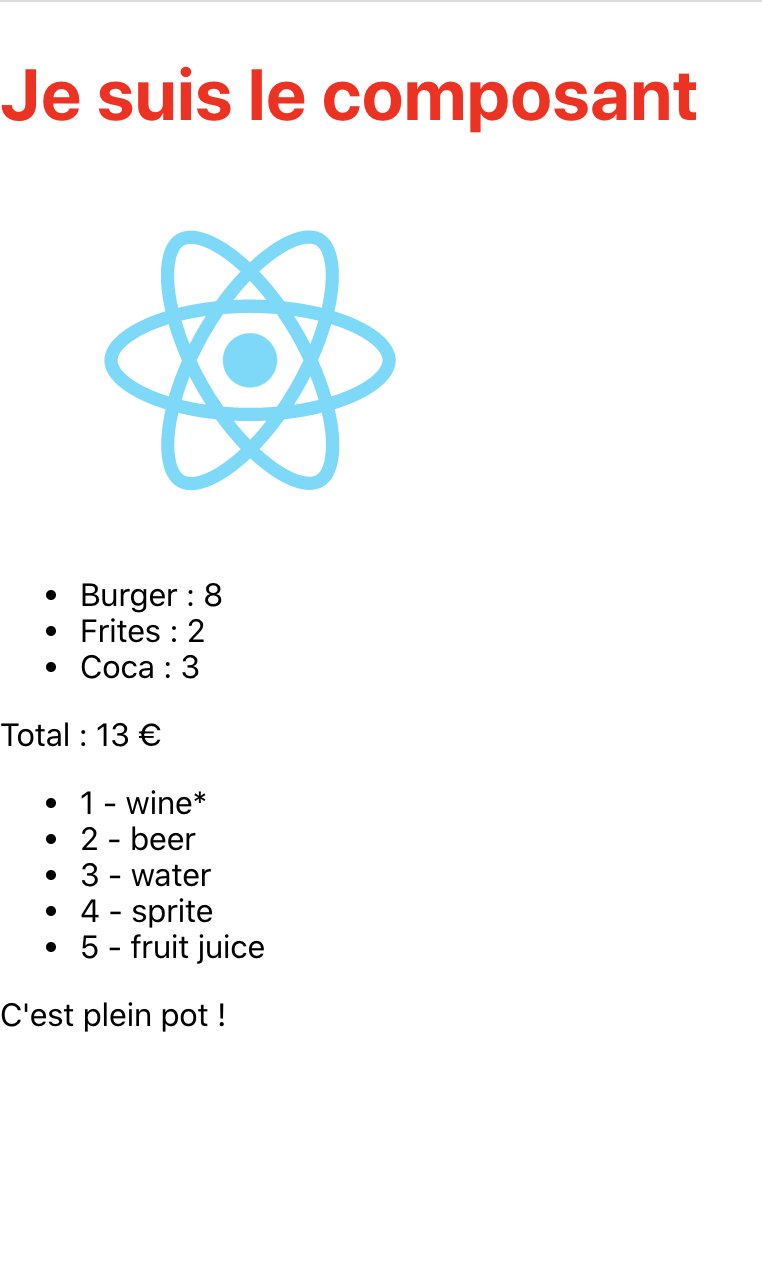 Je suis le composant
Burger : 8
Frites : 2
Coca : 3
Total : 13 €
1 - wine*
2 - beer
3 - water
4 - sprite
5 - fruit juice
C'est plein pot !